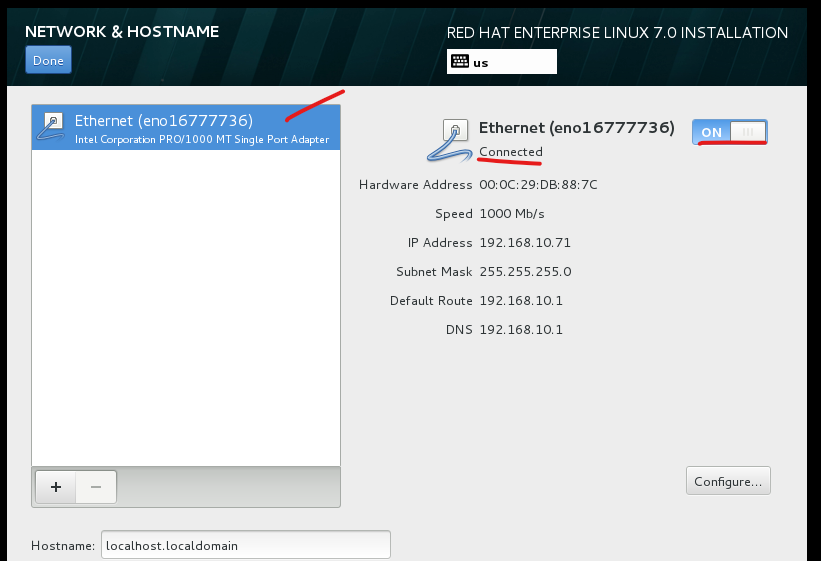 NETWORK & HOSTNAME
Done
RED HAT ENTERPRISE LINUX 7.0 INSTALLATION
us
Ethernet (eno16777736)
Intel Corporation PRO/1000 MT Single Port Adapter
Ethernet (eno16777736)
ON
Connected
Hardware Address 00:0C:29:DB:88:7C
Speed 1000 Mb/s
IP Address 192.168.10.71
Subnet Mask 255.255.255.0
Default Route 192.168.10.1
DNS 192.168.10.1
+ −
Configure...
Hostname: localhost.localdomain